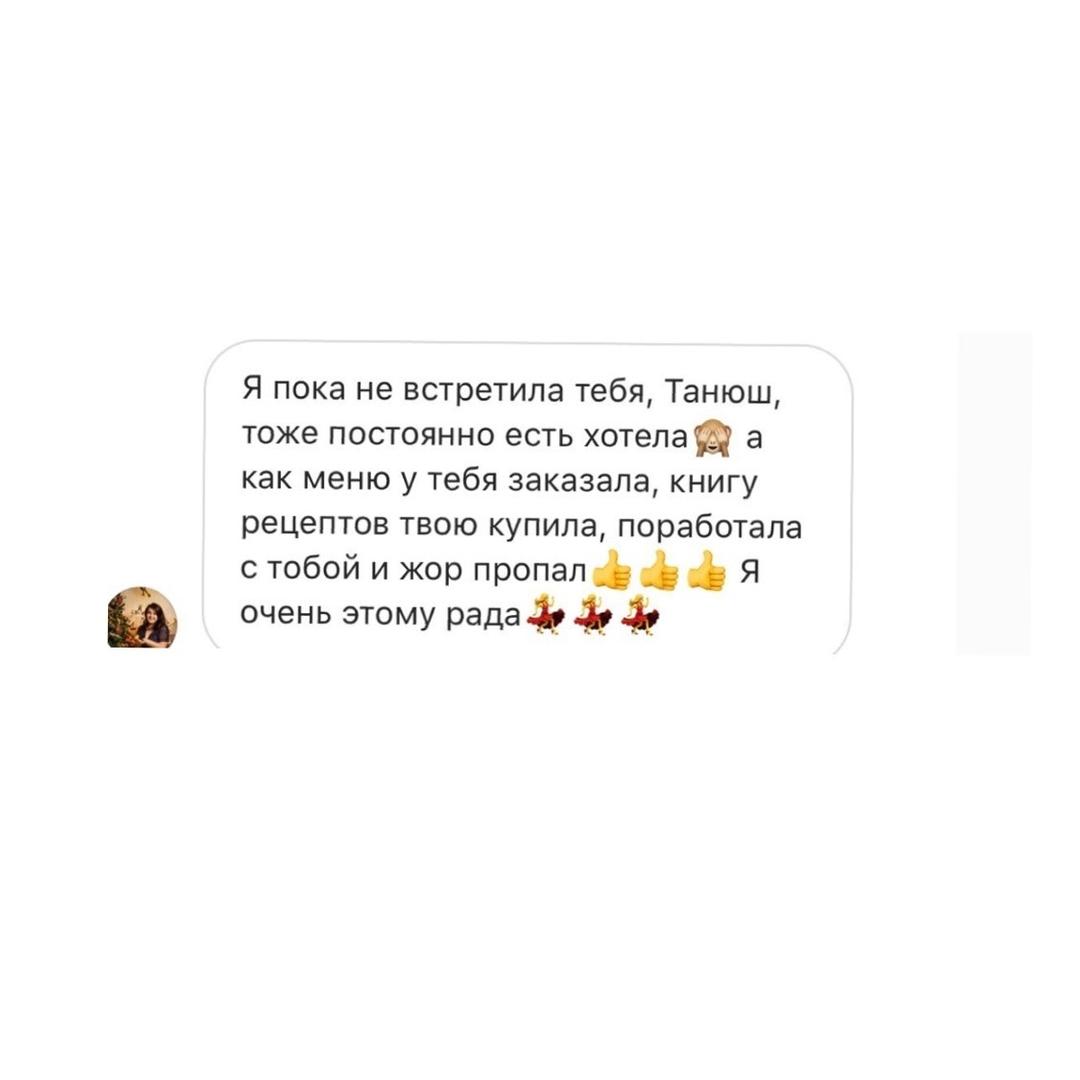 Я пока не встретила тебя, Танюш,
тоже постоянно есть хотела🙈 а
как меню у тебя заказала, книгу
рецептов твою купила, поработала
с тобой и жор пропал👍👍👍 Я
очень этому рада💃💃💃